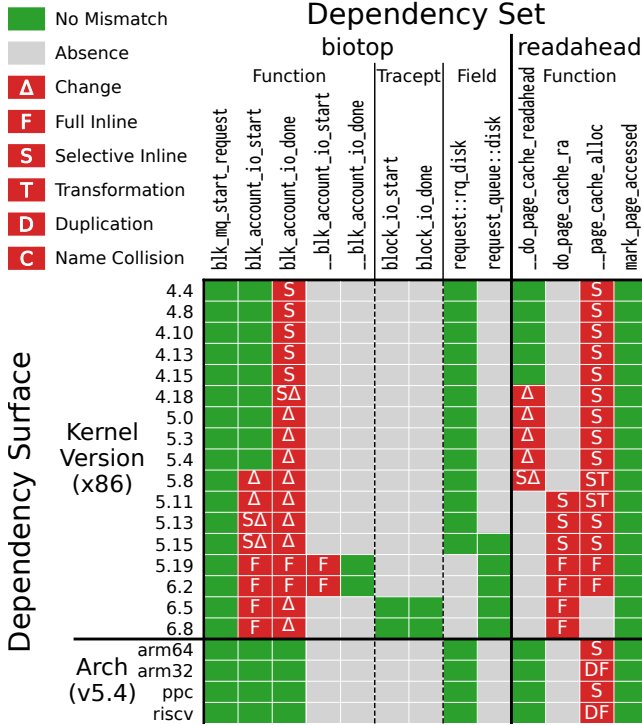 Dependency Set
biotop
readahead
No Mismatch
Absence
Δ Change
F Full Inline
S Selective Inline
T Transformation
D Duplication
C Name Collision
Function
Tracept
Field
Function
blk_mq_start_request
blk_account_io_start
blk_account_io_done
__blk_account_io_start
__blk_account_io_done
block_io_start
block_io_done
request::rq_disk
request_queue::disk
__do_page_cache_readahead
do_page_cache_ra
__page_cache_alloc
mark_page_accessed
Dependency Surface
Kernel
Version
(x86)
4.4 S S
4.8 S S
4.10 S S
4.13 S S
4.15 S S
4.18 SΔ Δ S
5.0 Δ Δ S
5.3 Δ Δ S
5.4 Δ Δ S
5.8 Δ Δ SΔ ST
5.11 Δ Δ S ST
5.13 SΔ Δ S S
5.15 SΔ Δ S S
5.19 F F F F F
6.2 F F F F F
6.5 F Δ F
6.8 F Δ F
Arch
(v5.4)
arm64 S
arm32 DF
ppc S
riscv DF